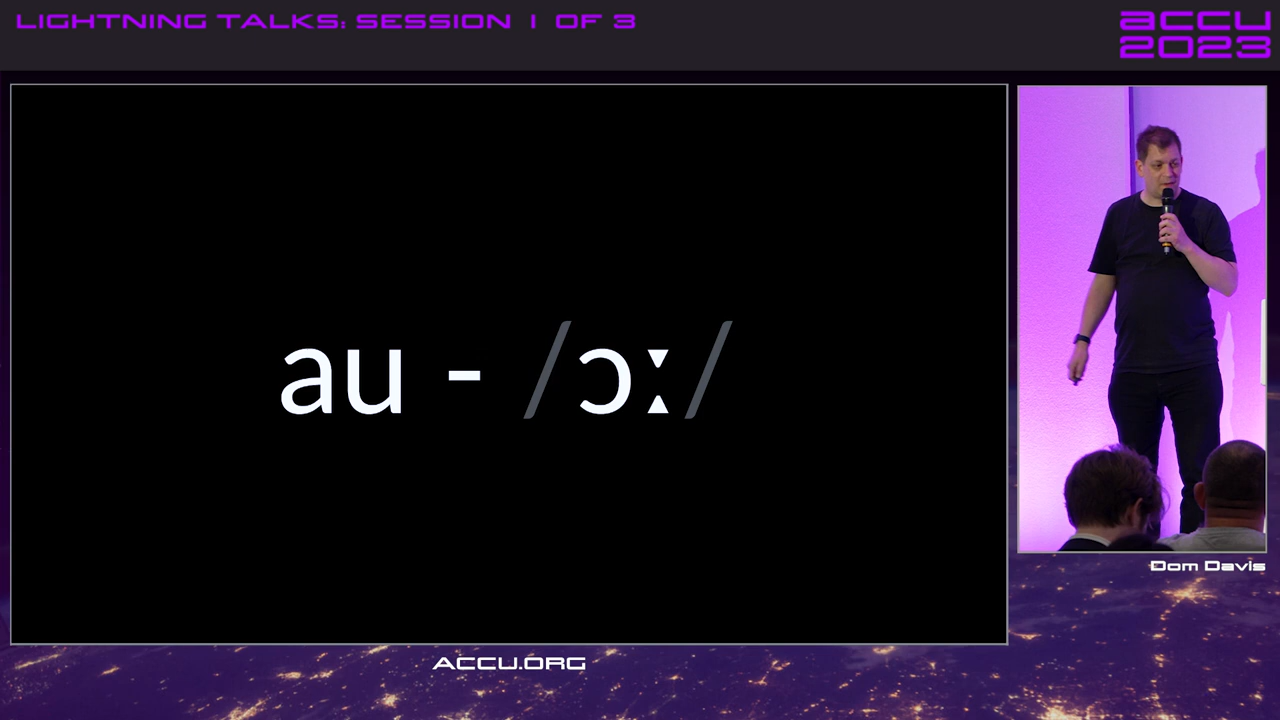 LIGHTNING TALKS: SESSION 1 OF 3
ACCU
2023
au - /ɔː/
Dom Davis
ACCU.ORG